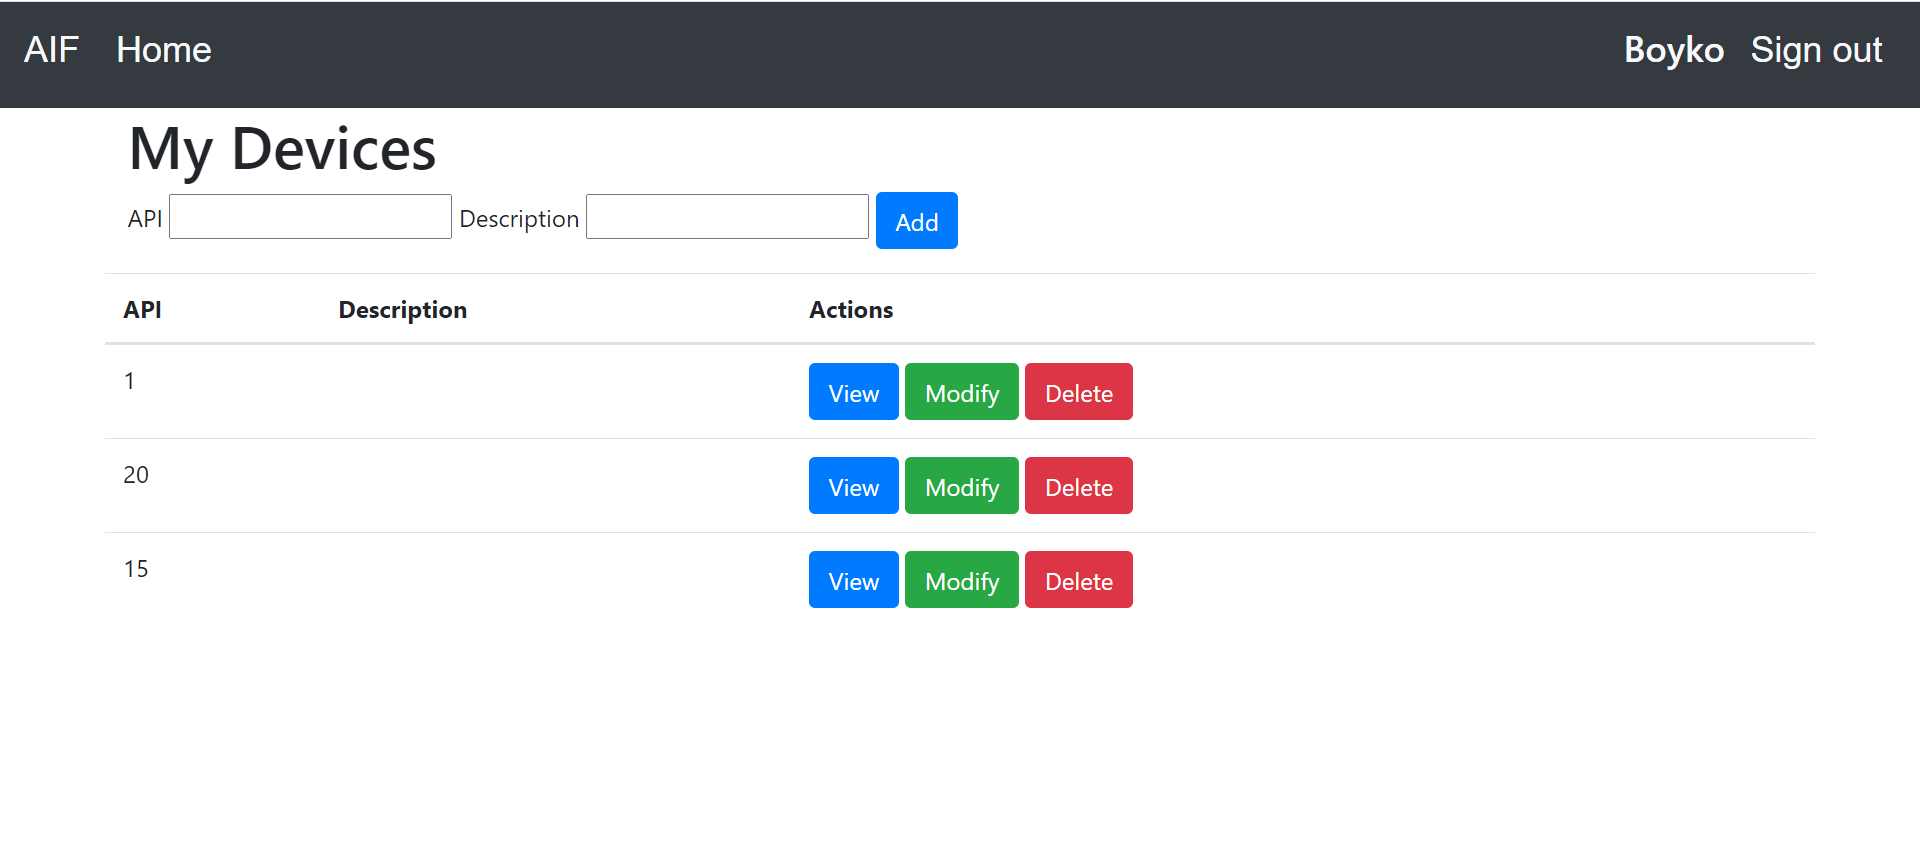 AIF Home Boyko Sign out
My Devices
API Description Add
API Description Actions
1 View Modify Delete
20 View Modify Delete
15 View Modify Delete